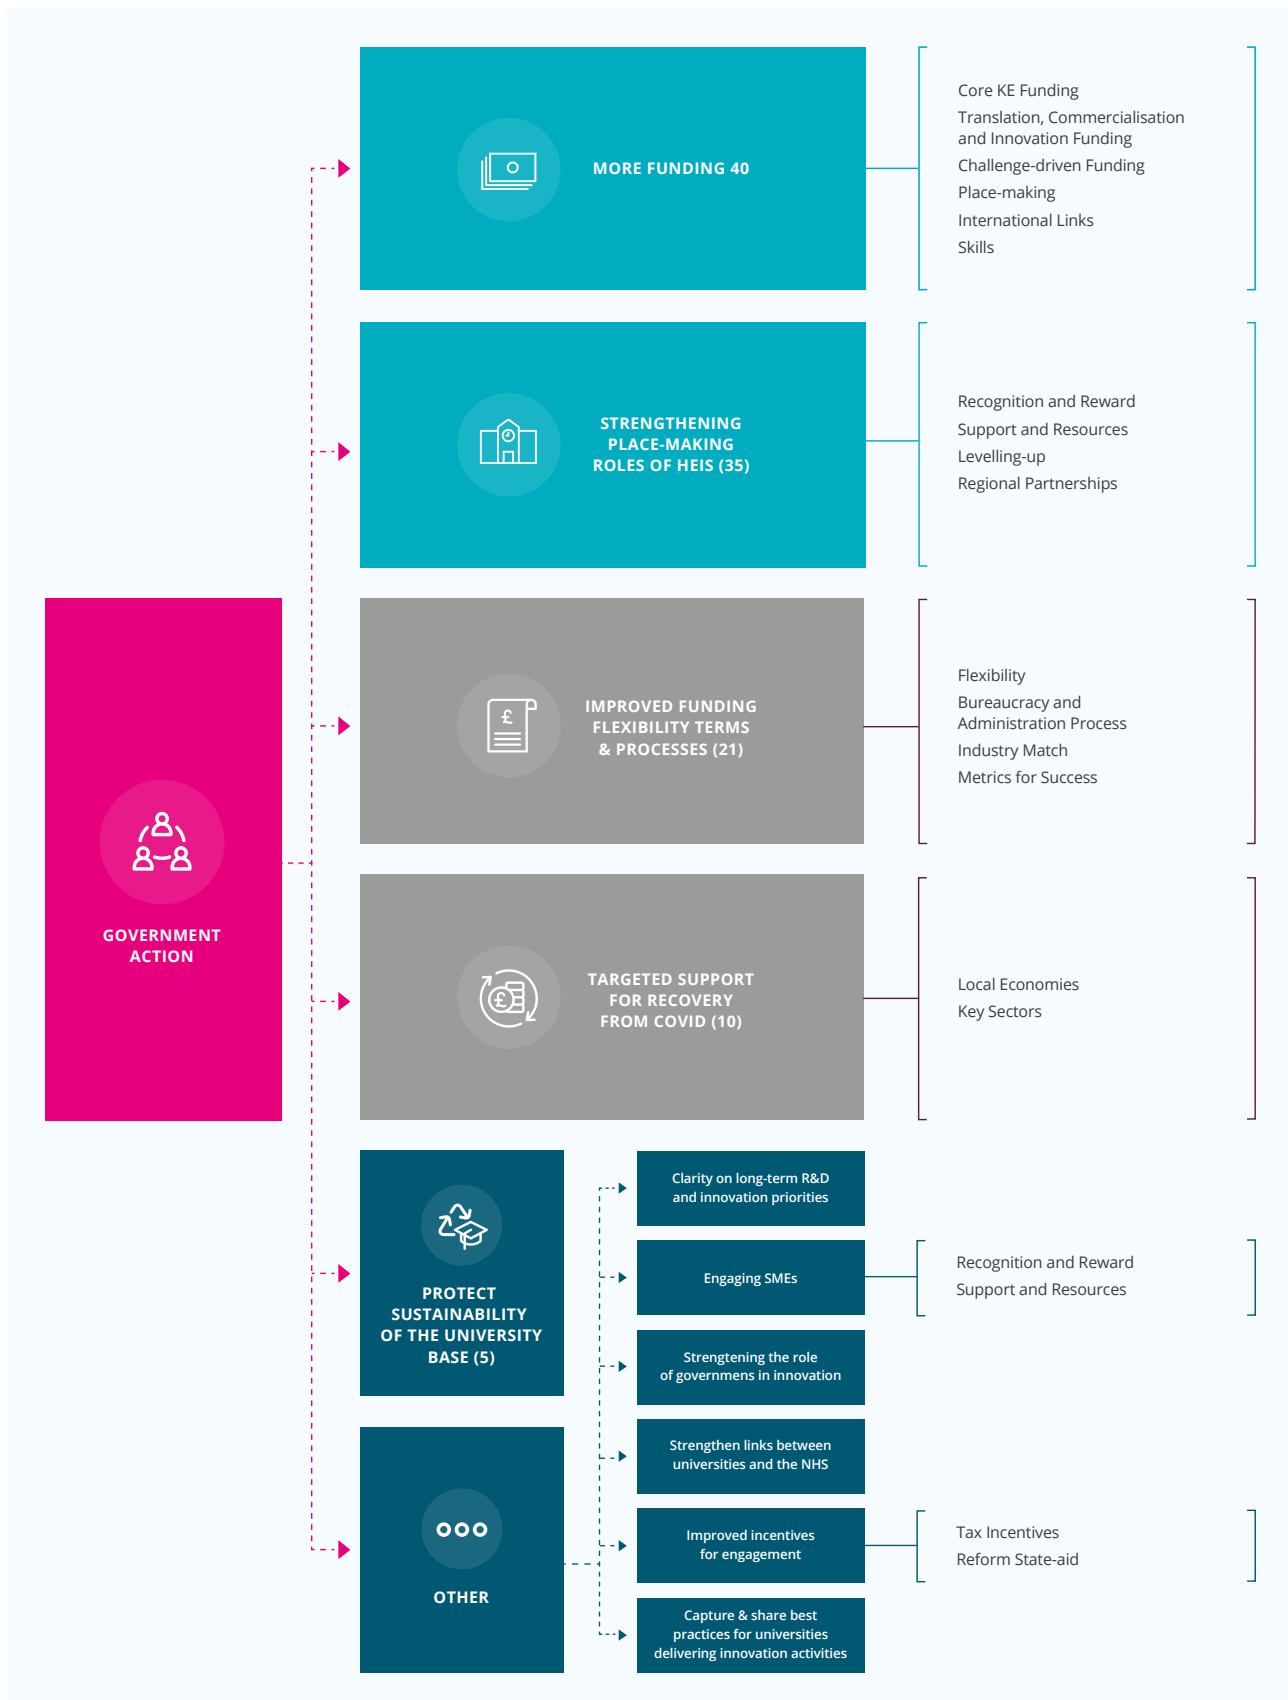 GOVERNMENT
ACTION
MORE FUNDING 40
Core KE Funding
Translation, Commercialisation
and Innovation Funding
Challenge-driven Funding
Place-making
International Links
Skills
STRENGTHENING
PLACE-MAKING
ROLES OF HEIS (35)
Recognition and Reward
Support and Resources
Levelling-up
Regional Partnerships
£
IMPROVED FUNDING
FLEXIBILITY TERMS
& PROCESSES (21)
Flexibility
Bureaucracy and
Administration Process
Industry Match
Metrics for Success
£
TARGETED SUPPORT
FOR RECOVERY
FROM COVID (10)
Local Economies
Key Sectors
PROTECT
SUSTAINABILITY
OF THE UNIVERSITY
BASE (5)
OTHER
Clarity on long-term R&D
and innovation priorities
Engaging SMEs
Recognition and Reward
Support and Resources
Strengtening the role
of governmens in innovation
Strengthen links between
universities and the NHS
Improved incentives
for engagement
Tax Incentives
Reform State-aid
Capture & share best
practices for universities
delivering innovation activities